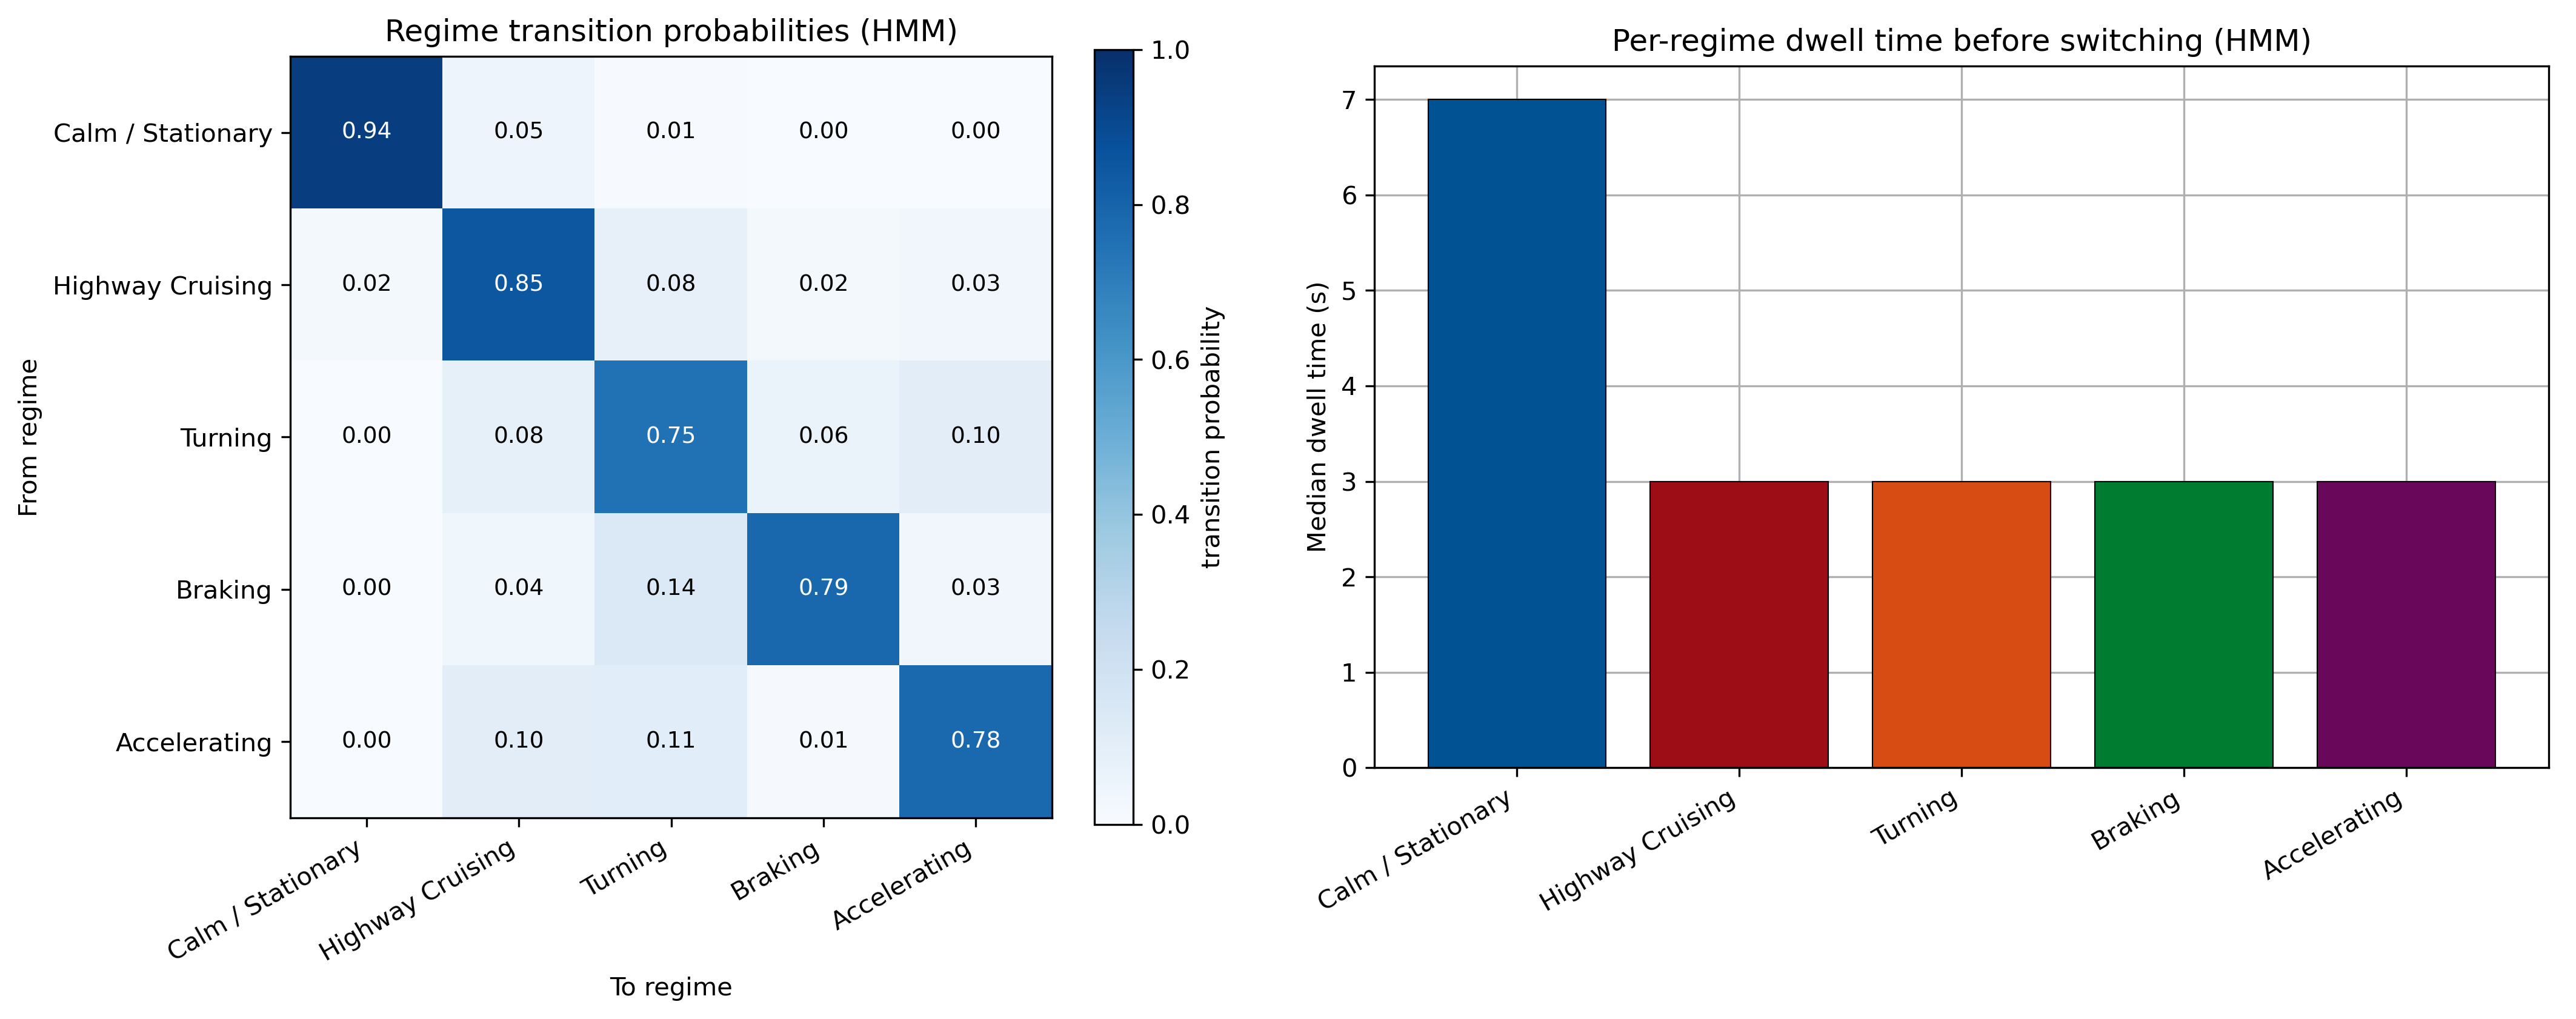 Regime transition probabilities (HMM)
From regime
Calm / Stationary 0.94 0.05 0.01 0.00 0.00
Highway Cruising 0.02 0.85 0.08 0.02 0.03
Turning 0.00 0.08 0.75 0.06 0.10
Braking 0.00 0.04 0.14 0.79 0.03
Accelerating 0.00 0.10 0.11 0.01 0.78
Calm / Stationary
Highway Cruising
Turning
Braking
Accelerating
To regime
1.0
0.8
0.6
0.4
0.2
0.0
transition probability
Per-regime dwell time before switching (HMM)
Median dwell time (s)
7
6
5
4
3
2
1
0
Calm / Stationary
Highway Cruising
Turning
Braking
Accelerating